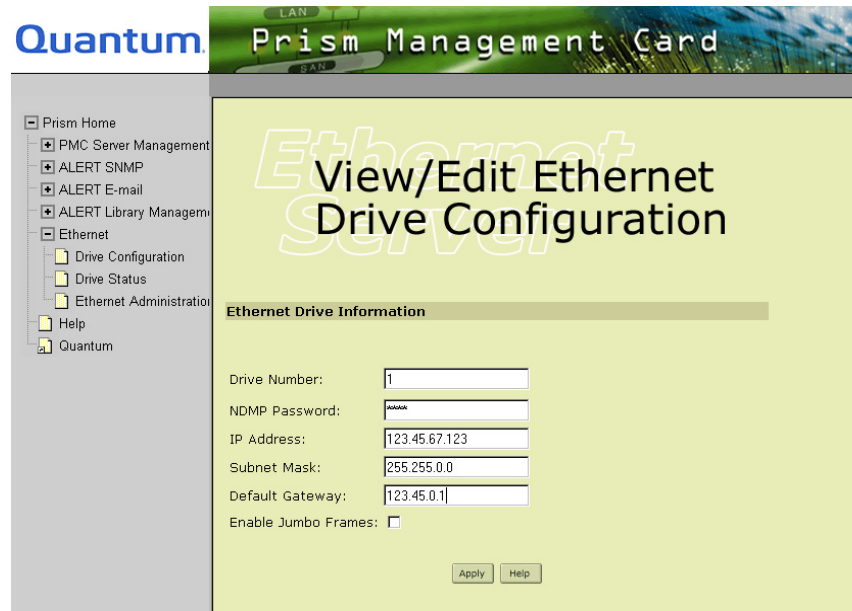 LAN
Quantum.
Prism Management Card
SAN
Prism Home
PMC Server Management
ALERT SNMP
ALERT E-mail
ALERT Library Managem
Ethernet
Drive Configuration
Drive Status
Ethernet Administration
Help
Quantum
Ethernet
Server
View/Edit Ethernet
Drive Configuration
Ethernet Drive Information
Drive Number: 1
NDMP Password: ****
IP Address: 123.45.67.123
Subnet Mask: 255.255.0.0
Default Gateway: 123.45.0.1
Enable Jumbo Frames:
Apply Help